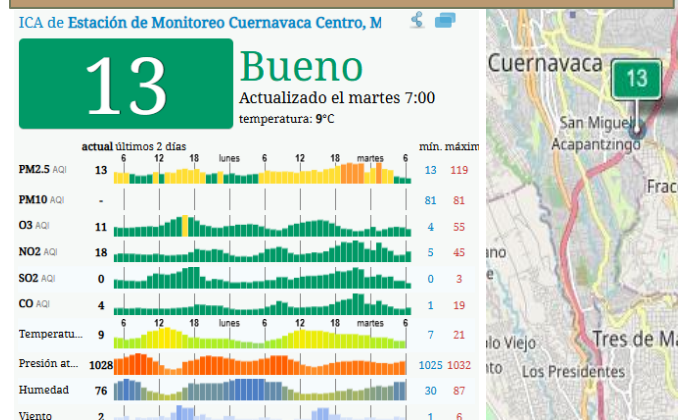 ICA de Estación de Monitoreo Cuernavaca Centro, M
13
Bueno
Actualizado el martes 7:00
temperatura: 9°C
actual últimos 2 días mín. máxim
6 12 18 lunes 6 12 18 martes 6
PM2.5 AQI 13 13 119
PM10 AQI - 81 81
O3 AQI 11 4 55
NO2 AQI 18 5 45
SO2 AQI 0 0 3
CO AQI 4 1 19
6 12 18 lunes 6 12 18 martes 6
Temperatu... 9 7 21
Presión at... 1028 1025 1032
Humedad 76 30 87
Viento 2 1 6
Cuernavaca
13
San Miguel
Acapantzingo
Frac
no
e
lo Viejo
Tres de Ma
to
Los Presidentes